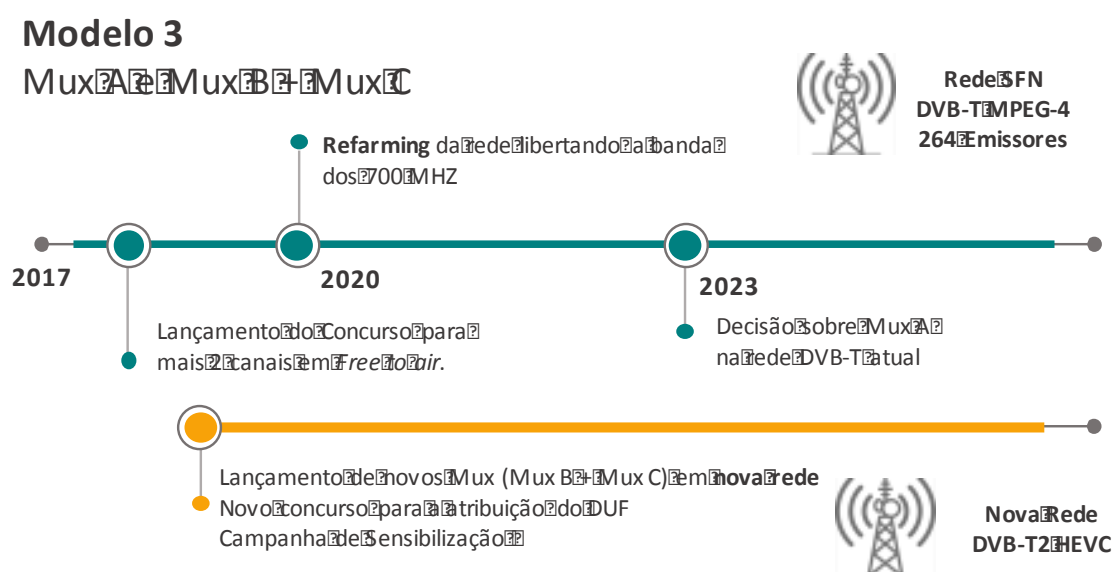 Modelo 3
Mux A e Mux B + Mux C
Rede SFN
DVB-T MPEG-4
264 Emissores
Refarming da rede libertando a banda
dos 700 MHZ
2017
2020
2023
Lançamento do Concurso para
mais 2 canais em Free to air.
Decisão sobre Mux A
na rede DVB-T atual
Lançamento de novos Mux (Mux B + Mux C) em nova rede
Novo concurso para a atribuição do DUF
Campanha de Sensibilização
Nova Rede
DVB-T2 HEVC